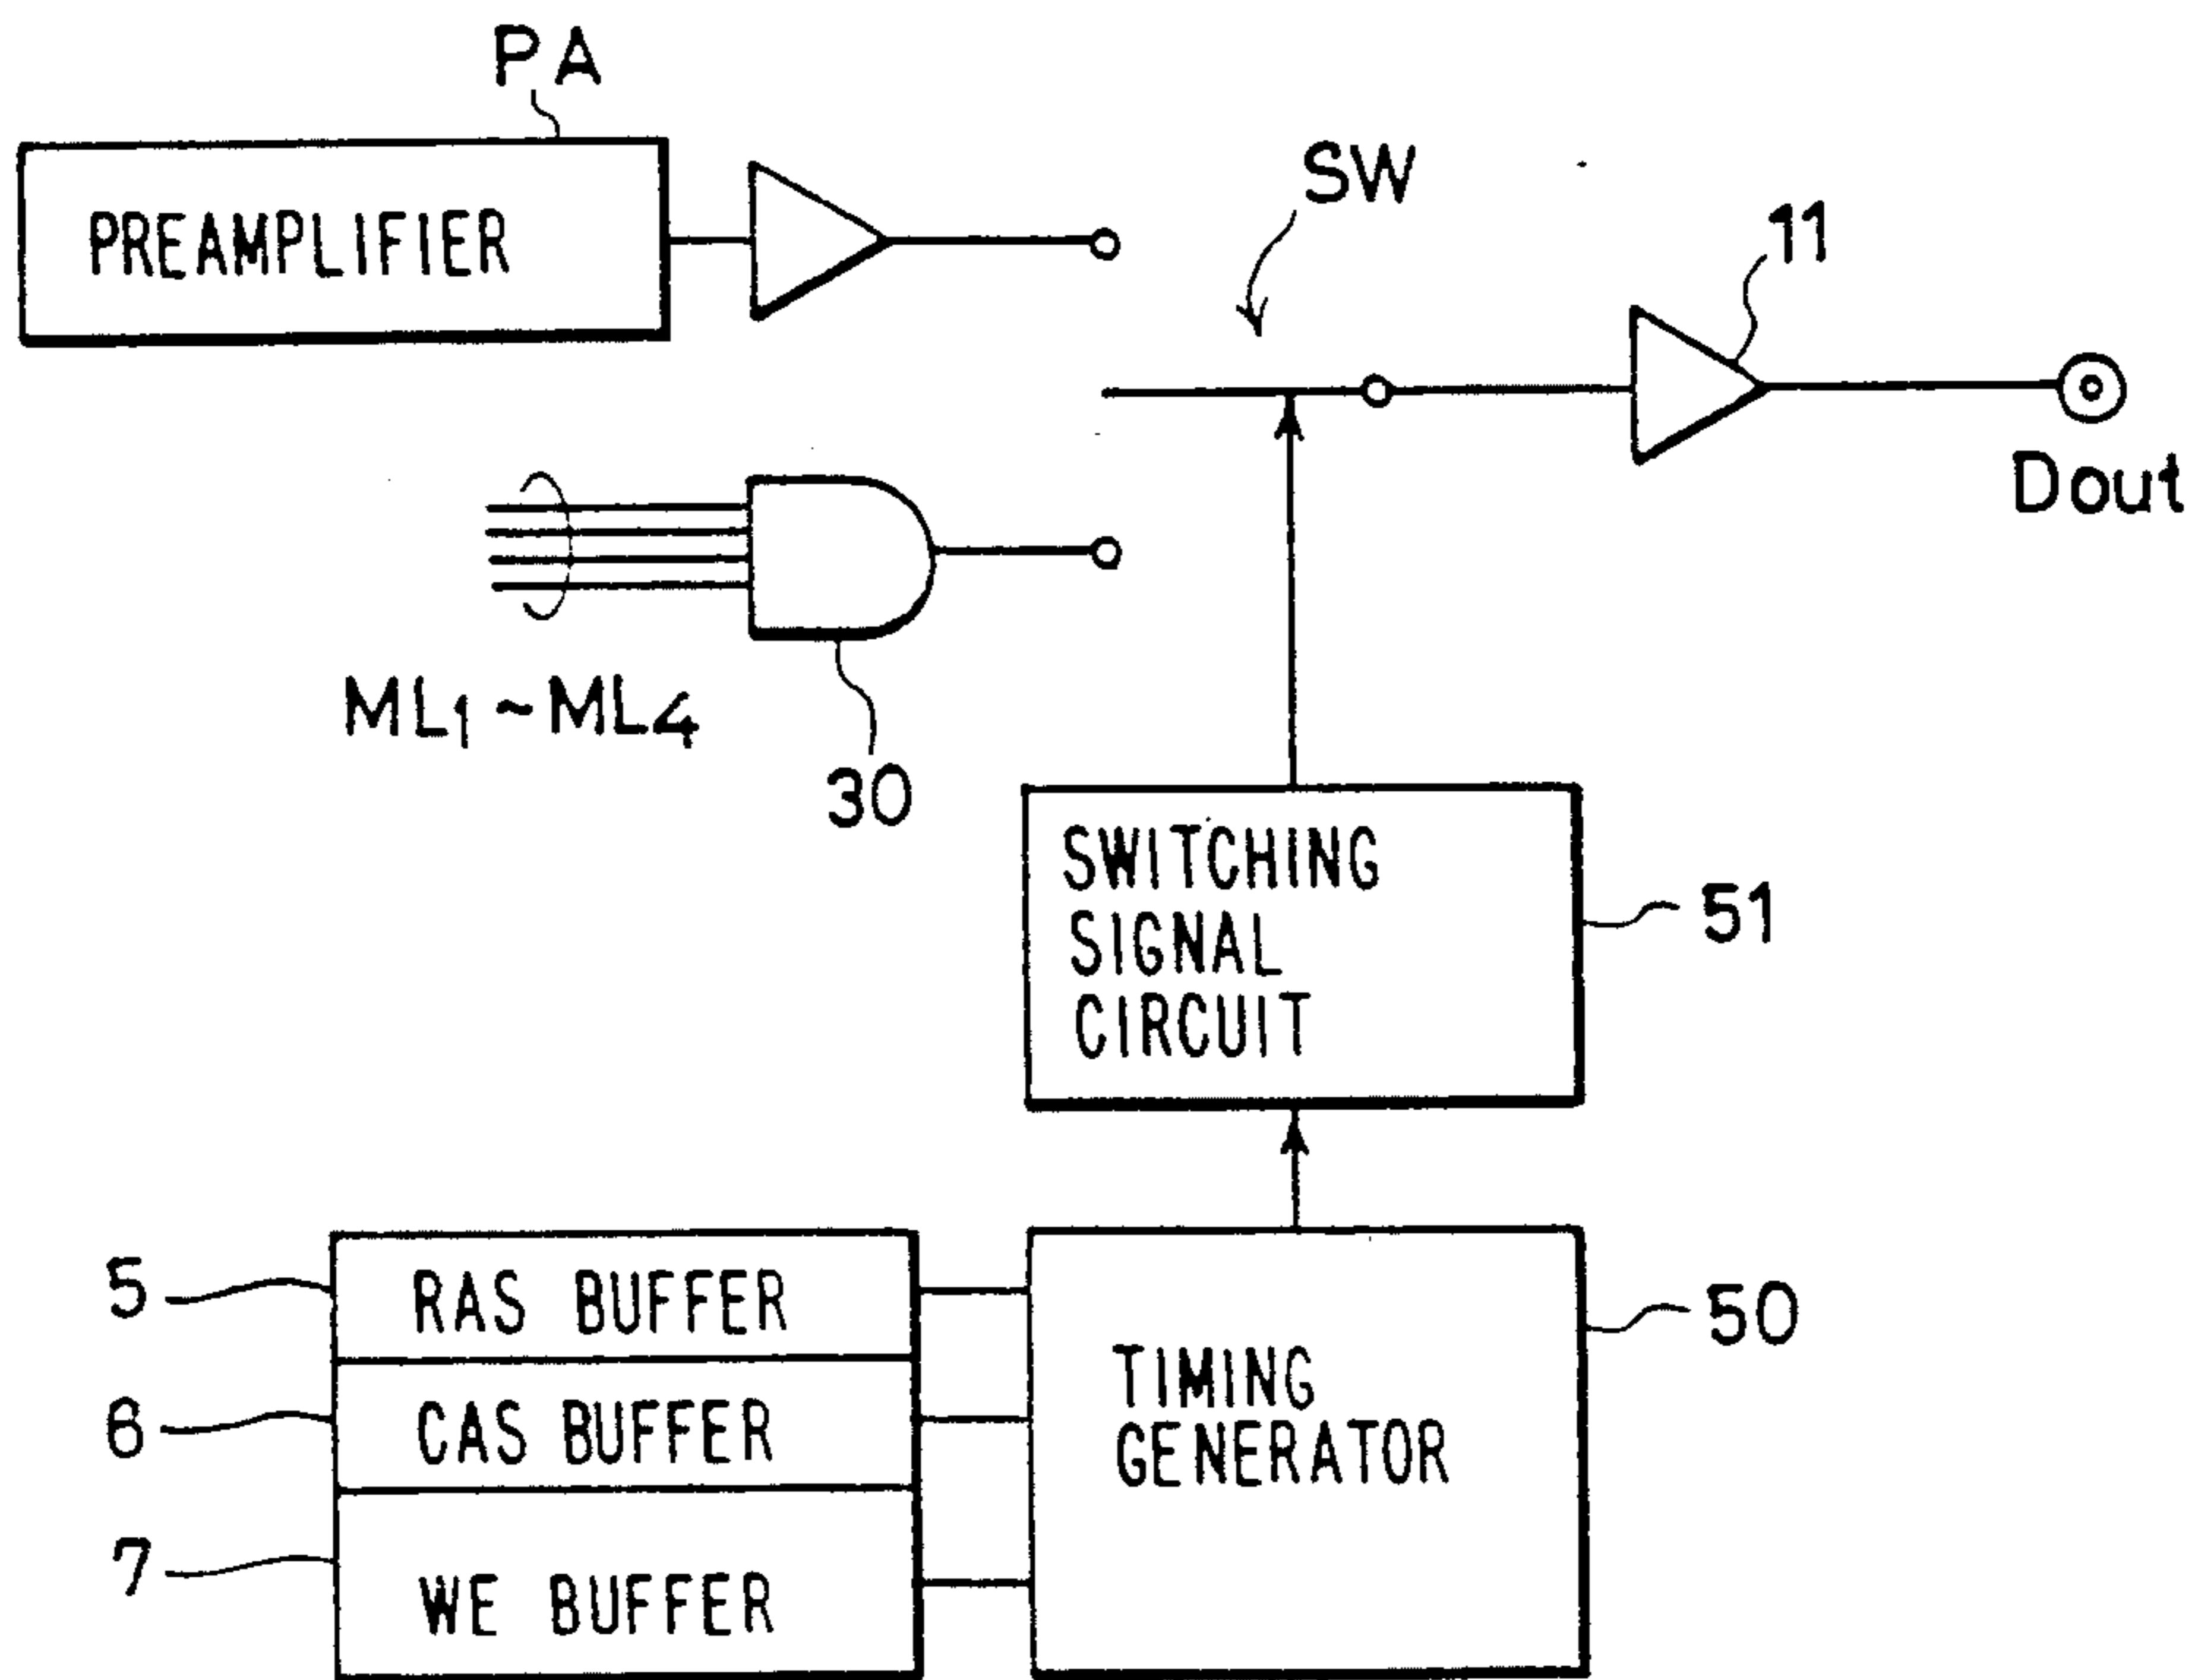 PA
PREAMPLIFIER
SW
11
Dout
ML1~ML4
30
SWITCHING
SIGNAL
CIRCUIT
51
5
RAS BUFFER
6
CAS BUFFER
7
WE BUFFER
TIMING
GENERATOR
50